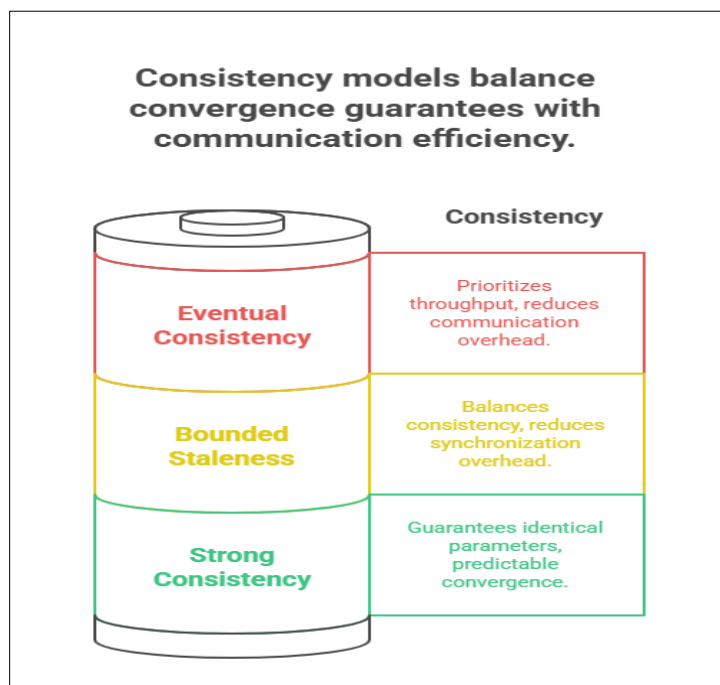 Consistency models balance
convergence guarantees with
communication efficiency.
Consistency
Eventual
Consistency
Prioritizes
throughput, reduces
communication
overhead.
Bounded
Staleness
Balances
consistency, reduces
synchronization
overhead.
Strong
Consistency
Guarantees identical
parameters,
predictable
convergence.